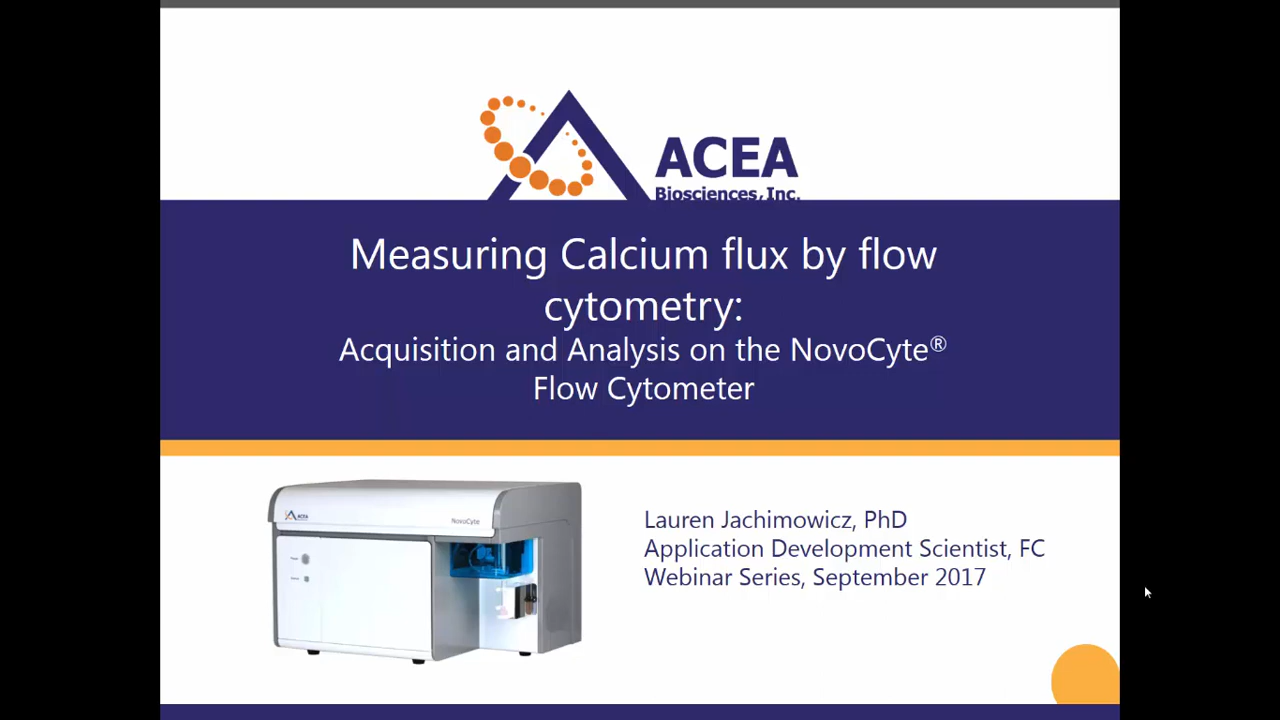 ACEA
Biosciences, Inc.
Measuring Calcium flux by flow
cytometry:
Acquisition and Analysis on the NovoCyte®
Flow Cytometer
ACEA
NovoCyte
Lauren Jachimowicz, PhD
Application Development Scientist, FC
Webinar Series, September 2017